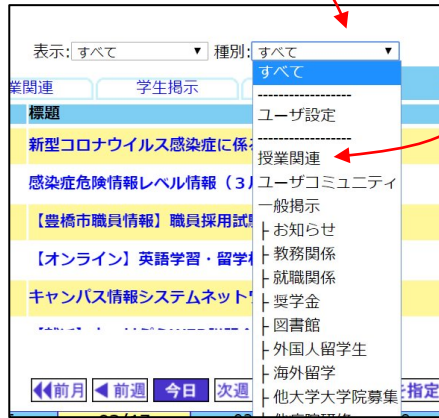 表示: すべて ▼ 種別: すべて ▼
業関連 学生掲示
標題
新型コロナウイルス感染症に係
感染症危険情報レベル情報（3
【豊橋市職員情報】職員採用試
【オンライン】英語学習・留学
キャンパス情報システムネット
すべて
-----------------
ユーザ設定
-----------------
授業関連
ユーザコミュニティ
一般掲示
├ お知らせ
├ 教務関係
├ 就職関係
├ 奨学金
├ 図書館
├ 外国人留学生
├ 海外留学
├ 他大学大学院募集
前月 前週 今日 次週 指定